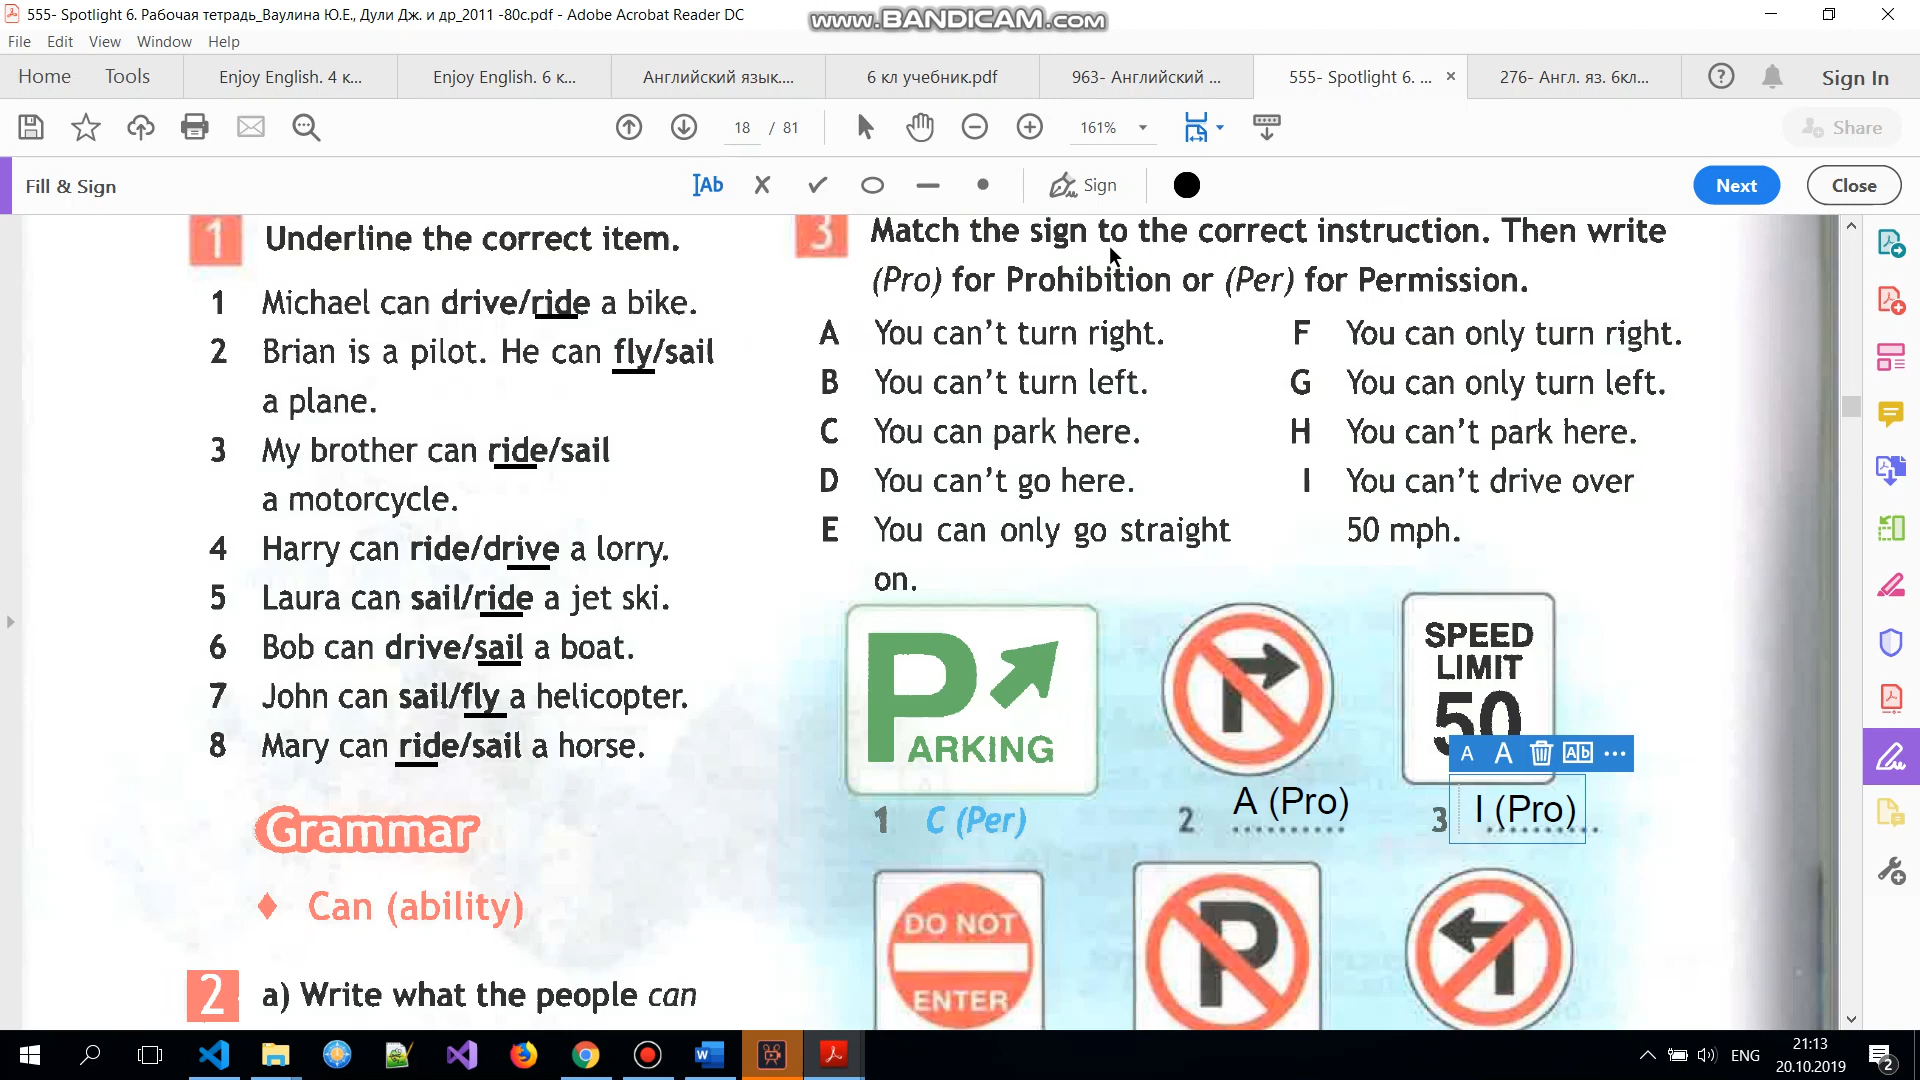 555- Spotlight 6. Рабочая тетрадь_Ваулина Ю.Е., Дули Дж. и др_2011 -80с.pdf - Adobe Acrobat Reader DC
www.BANDICAM.com
File Edit View Window Help
Home Tools Enjoy English. 4 к... Enjoy English. 6 к... Английский язык.... 6 кл учебник.pdf 963- Английский ... 555- Spotlight 6. ... 276- Англ. яз. 6кл... Sign In
18 / 81 161% Share
Fill & Sign Ab Sign Next Close
1 Underline the correct item.
1 Michael can drive/ride a bike.
2 Brian is a pilot. He can fly/sail
a plane.
3 My brother can ride/sail
a motorcycle.
4 Harry can ride/drive a lorry.
5 Laura can sail/ride a jet ski.
6 Bob can drive/sail a boat.
7 John can sail/fly a helicopter.
8 Mary can ride/sail a horse.
Grammar
Can (ability)
2 a) Write what the people can
3 Match the sign to the correct instruction. Then write
(Pro) for Prohibition or (Per) for Permission.
A You can't turn right.
B You can't turn left.
C You can park here.
D You can't go here.
E You can only go straight
on.
F You can only turn right.
G You can only turn left.
H You can't park here.
I You can't drive over
50 mph.
PARKING
SPEED
LIMIT
50
A A Ab
1 C (Per)
2 A (Pro)
3 I (Pro)
DO NOT
ENTER
P
ENG
21:13
20.10.2019
2